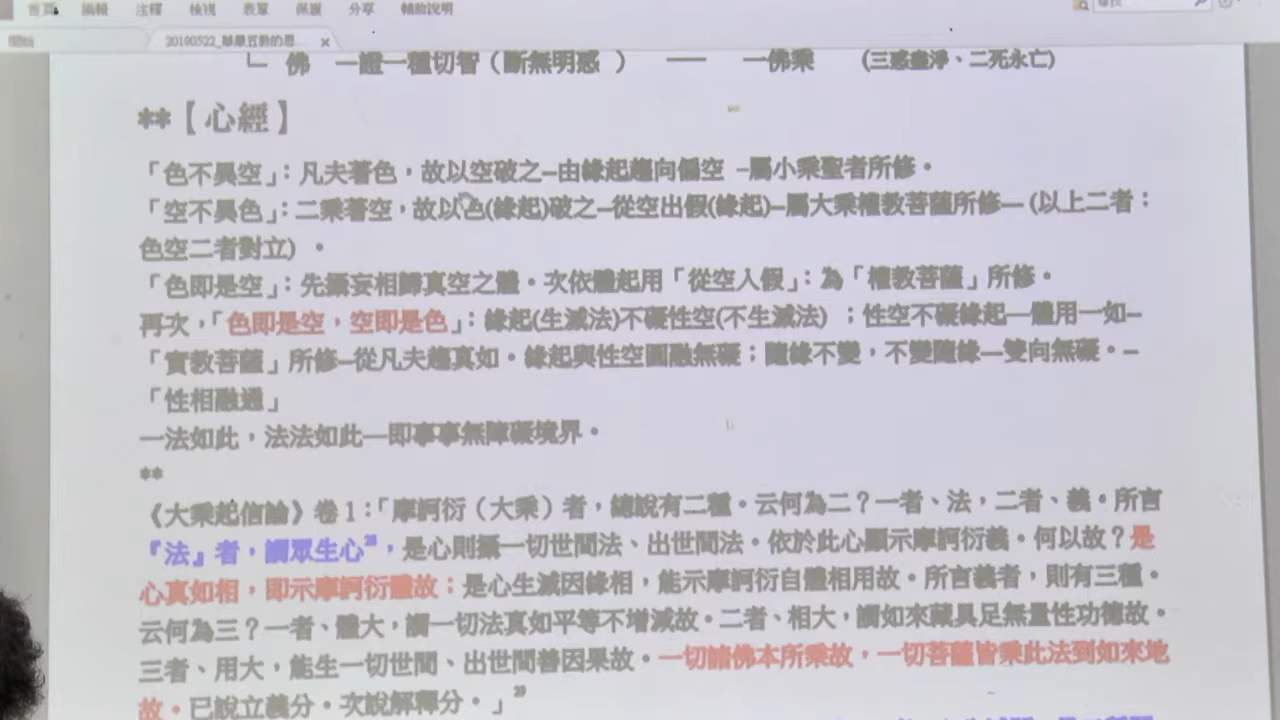 編輯 注釋 檢視 表單 保護 分享 輔助說明
佛 —證一種切智（斷無明惑 ） —— 一佛乘 (三惑盡淨、二死永亡)
**【心經】
「色不異空」：凡夫著色，故以空破之–由緣起趨向偏空 –屬小乘聖者所修。
「空不異色」：二乘著空，故以色(緣起)破之–從空出假(緣起)–屬大乘權教菩薩所修— (以上二者：
色空二者對立) 。
「色即是空」：先攝妄相歸真空之體。次依體起用「從空入假」：為「權教菩薩」所修。
再次，「色即是空，空即是色」：緣起(生滅法)不礙性空(不生滅法) ；性空不礙緣起—體用一如–
「實教菩薩」所修–從凡夫趨真如。緣起與性空圓融無礙；隨緣不變，不變隨緣—雙向無礙。–
「性相融通」
一法如此，法法如此—即事事無障礙境界。
**
《大乘起信論》卷 1：「摩訶衍（大乘）者，總說有二種。云何為二？一者、法，二者、義。所言
『法』者，謂眾生心，是心則攝一切世間法、出世間法。依於此心顯示摩訶衍義。何以故？是
心真如相，即示摩訶衍體故；是心生滅因緣相，能示摩訶衍自體相用故。所言義者，則有三種。
云何為三？一者、體大，謂一切法真如平等不增減故。二者、相大，謂如來藏具足無量性功德故。
三者、用大，能生一切世間、出世間善因果故。一切諸佛本所乘故，一切菩薩皆乘此法到如來地
故。已說立義分。次說解釋分。」